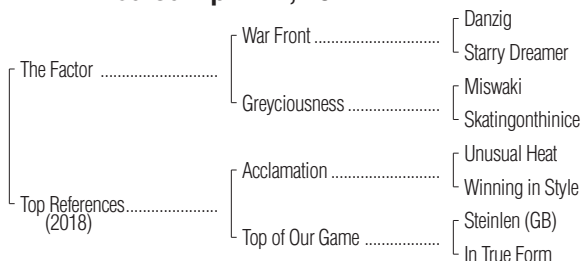 Danzig
War Front
Starry Dreamer
The Factor
Miswaki
Greyciousness
Skatingonthinice
Unusual Heat
Acclamation
Winning in Style
Top References
(2018)
Steinlen (GB)
Top of Our Game
In True Form